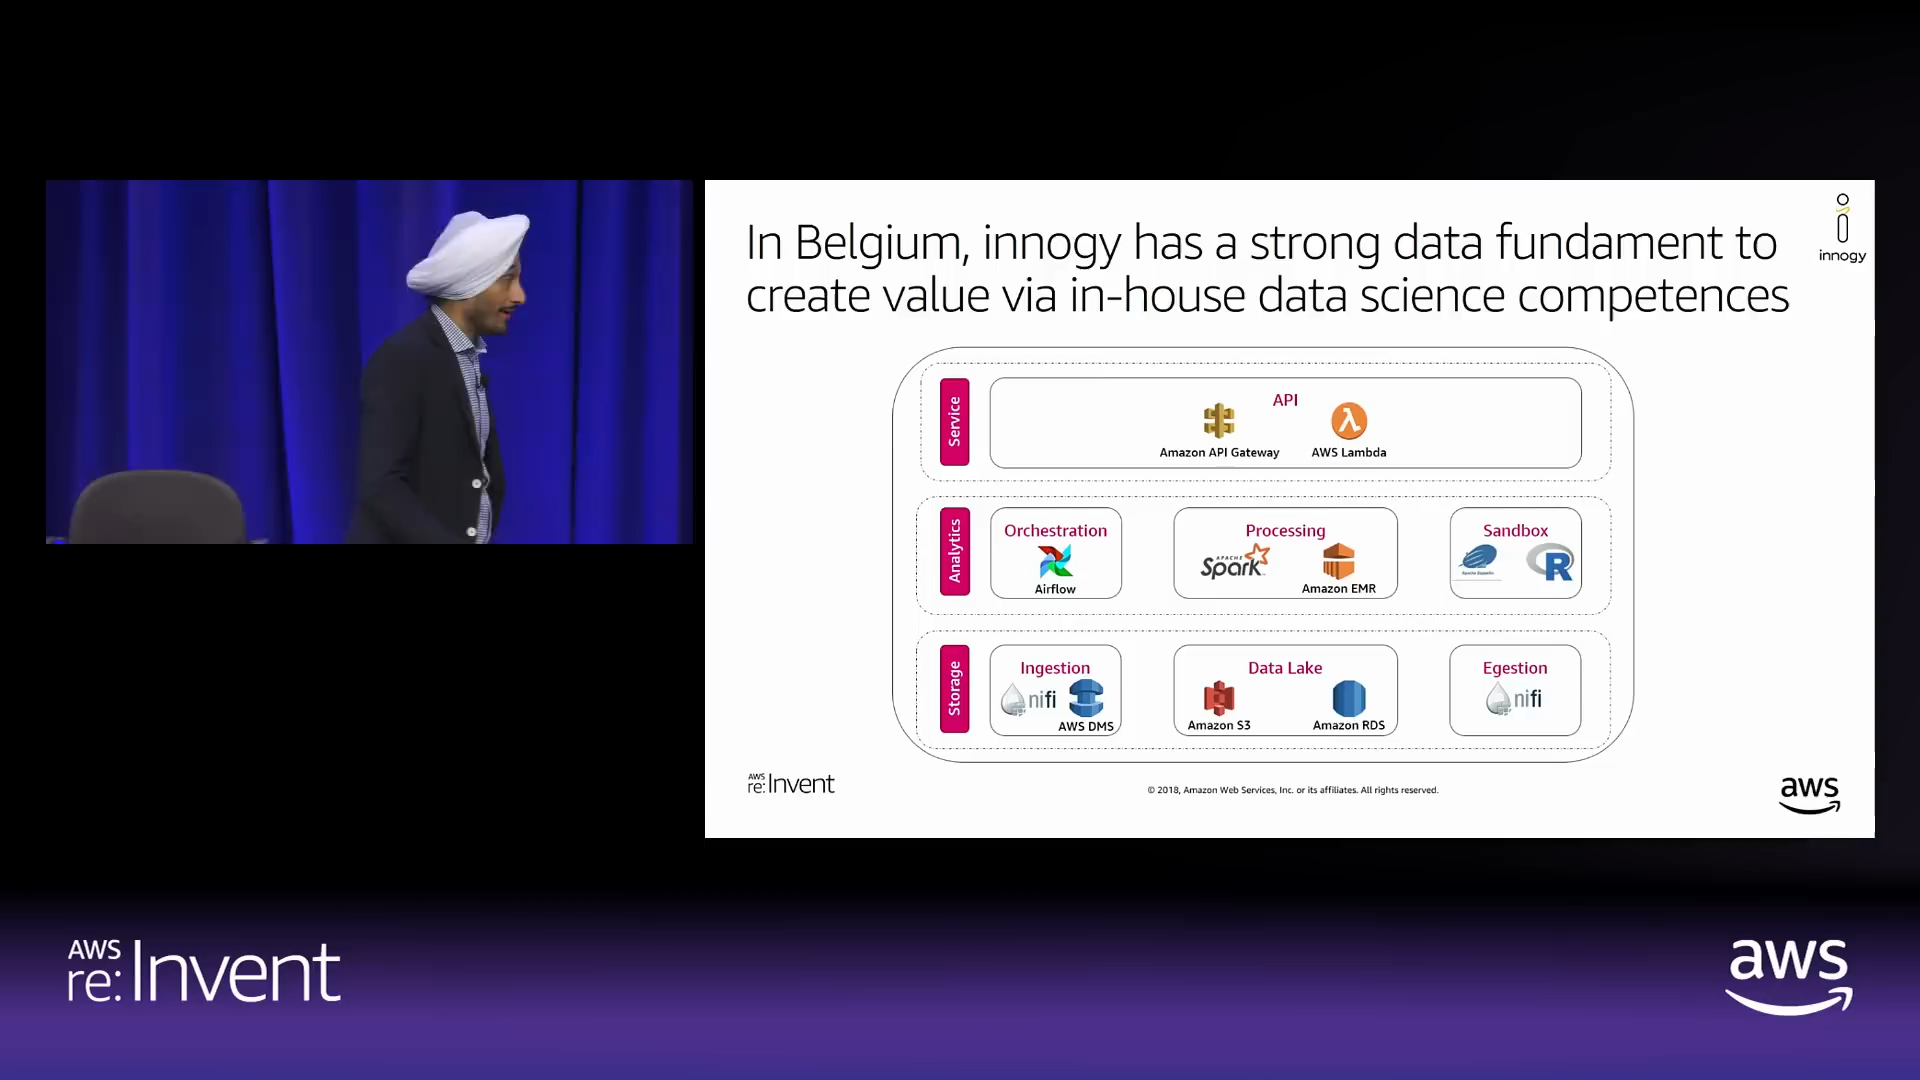 In Belgium, innogy has a strong data fundament to
create value via in-house data science competences
innogy
Service
API
Amazon API Gateway
AWS Lambda
Analytics
Orchestration
Airflow
Processing
APACHE
Spark
Amazon EMR
Sandbox
Apache Zeppelin
R
Storage
Ingestion
nifi
AWS DMS
Data Lake
Amazon S3
Amazon RDS
Egestion
nifi
AWS
re:Invent
© 2018, Amazon Web Services, Inc. or its affiliates. All rights reserved.
aws
AWS
re:Invent
aws